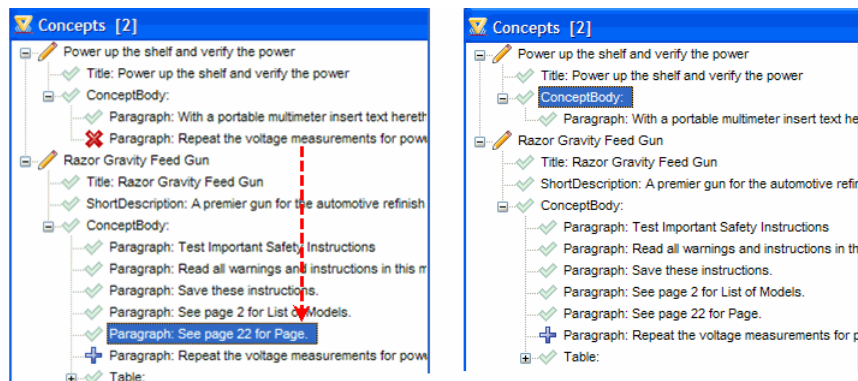 Concepts [2]
Power up the shelf and verify the power
Title: Power up the shelf and verify the power
ConceptBody:
Paragraph: With a portable multimeter insert text hereth
Paragraph: Repeat the voltage measurements for pow
Razor Gravity Feed Gun
Title: Razor Gravity Feed Gun
ShortDescription: A premier gun for the automotive refinish
ConceptBody:
Paragraph: Test Important Safety Instructions
Paragraph: Read all warnings and instructions in this m
Paragraph: Save these instructions.
Paragraph: See page 2 for List of Models.
Paragraph: See page 22 for Page.
Paragraph: Repeat the voltage measurements for pow
Table:
Concepts [2]
Power up the shelf and verify the power
Title: Power up the shelf and verify the power
ConceptBody:
Paragraph: With a portable multimeter insert text he
Razor Gravity Feed Gun
Title: Razor Gravity Feed Gun
ShortDescription: A premier gun for the automotive refin
ConceptBody:
Paragraph: Test Important Safety Instructions
Paragraph: Read all warnings and instructions in th
Paragraph: Save these instructions.
Paragraph: See page 2 for List of Models.
Paragraph: See page 22 for Page.
Paragraph: Repeat the voltage measurements for p
Table: